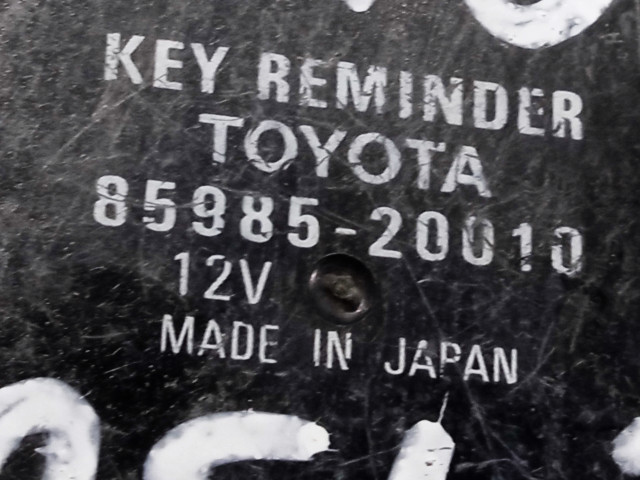 KEY REMINDER
TOYOTA
85985-20010
12V
MADE IN JAPAN